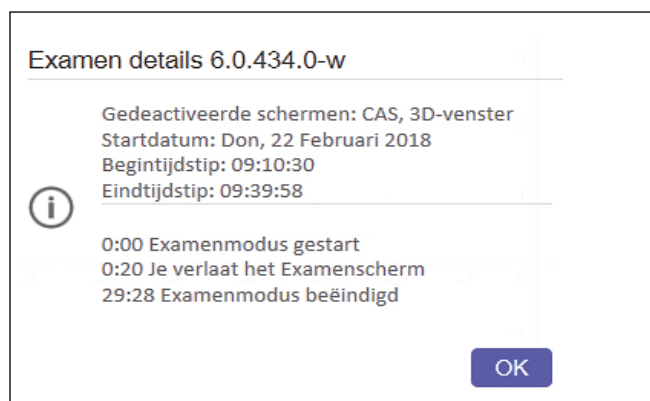 Examen details 6.0.434.0-w
Gedeactiveerde schermen: CAS, 3D-venster
Startdatum: Don, 22 Februari 2018
Begintijdstip: 09:10:30
Eindtijdstip: 09:39:58
0:00 Examenmodus gestart
0:20 Je verlaat het Examenscherm
29:28 Examenmodus beëindigd
OK